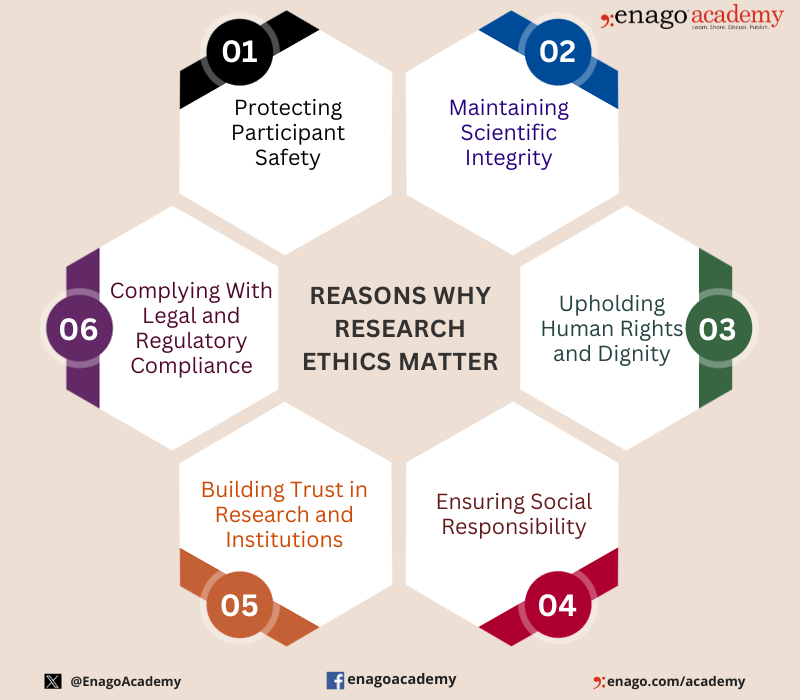 enago academy
Learn. Share. Discuss. Publish.
01
Protecting
Participant
Safety
02
Maintaining
Scientific
Integrity
REASONS WHY
RESEARCH
ETHICS MATTER
03
Upholding
Human Rights
and Dignity
04
Ensuring Social
Responsibility
05
Building Trust in
Research and
Institutions
06
Complying With
Legal and
Regulatory
Compliance
@EnagoAcademy
enagoacademy
enago.com/academy